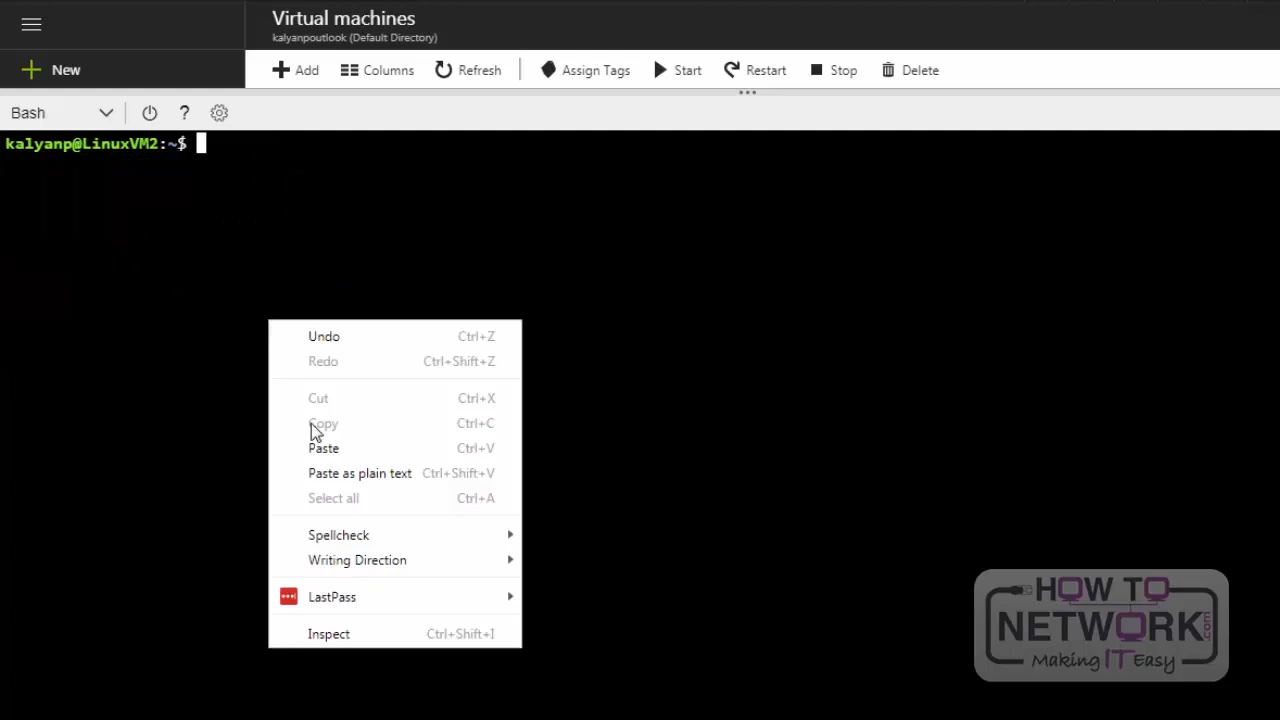 Virtual machines
kalyanpoutlook (Default Directory)
New
Add Columns Refresh Assign Tags Start Restart Stop Delete
Bash ?
kalyanp@LinuxVM2:~$
Undo Ctrl+Z
Redo Ctrl+Shift+Z
Cut Ctrl+X
Copy Ctrl+C
Paste Ctrl+V
Paste as plain text Ctrl+Shift+V
Select all Ctrl+A
Spellcheck
Writing Direction
LastPass
Inspect Ctrl+Shift+I
HOW TO
NETWORK.com
Making IT Easy